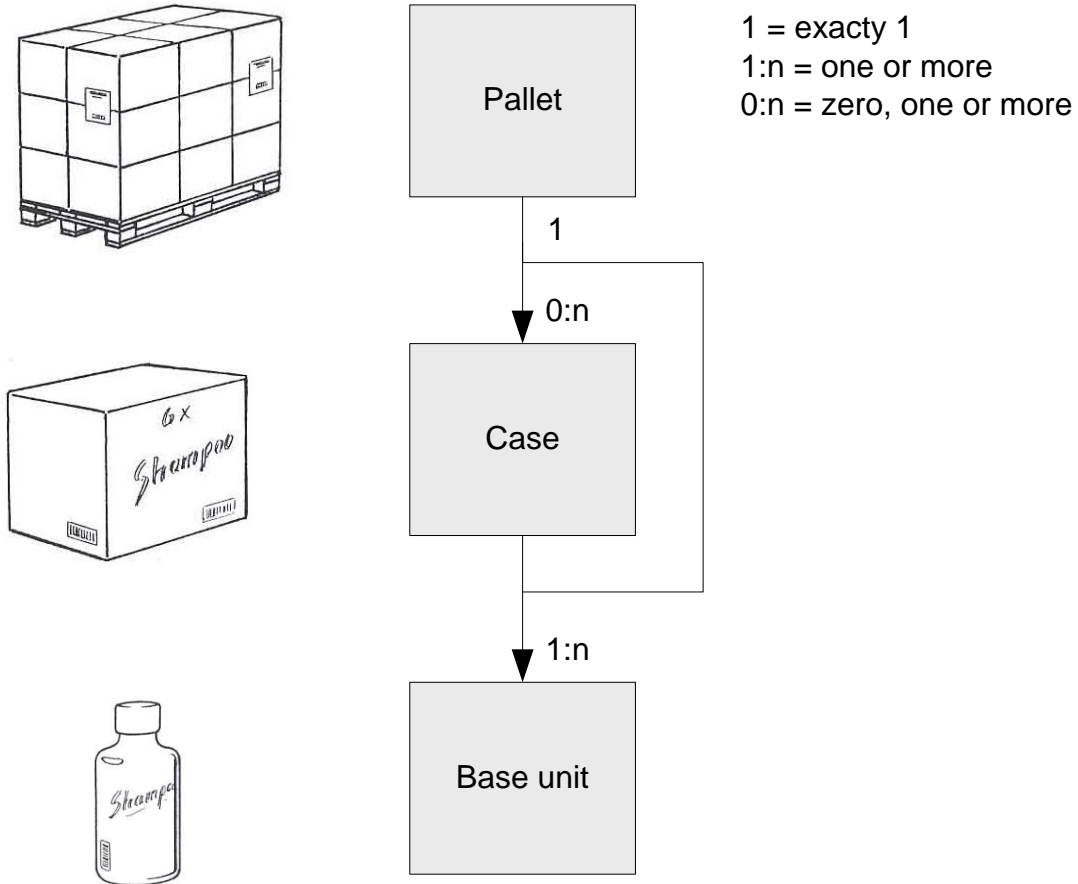 Pallet
1 = exacty 1
1:n = one or more
0:n = zero, one or more
1
0:n
6 x
Shampoo
Case
1:n
Shampoo
Base unit